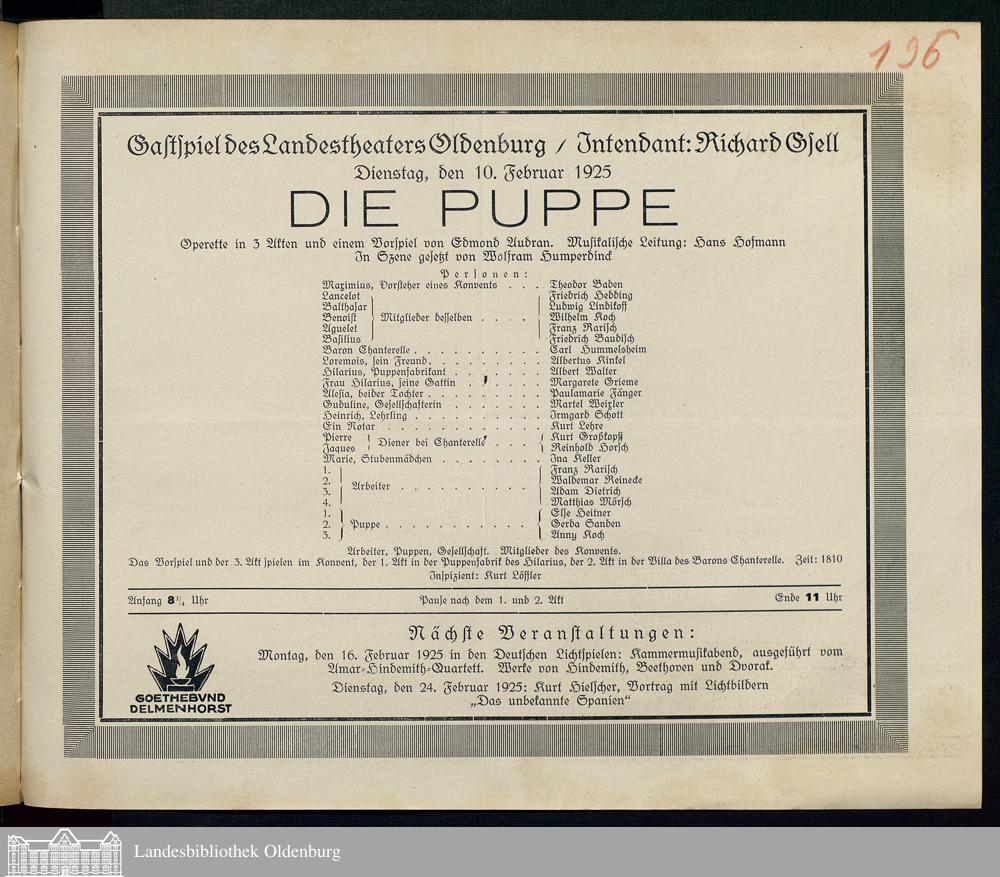 196
Gastspiel des Landestheaters Oldenburg / Intendant: Richard Gsell
Dienstag, den 10. Februar 1925
DIE PUPPE
Operette in 3 Akten und einem Vorspiel von Edmond Audran. Musikalische Leitung: Hans Hofmann
In Szene gesetzt von Wolfram Humperdinck
Personen:
Maximius, Vorsteher eines Konvents . . . Theodor Baden
Lancelot Friedrich Hedding
Balthasar Ludwig Lindikoff
Benoist Mitglieder desselben . . . . Wilhelm Koch
Aguelet Franz Rarisch
Basilius Friedrich Baudisch
Baron Chanterelle . . . . . . . . . . Carl Hummelsheim
Loremois, sein Freund . . . . . . . . . Albertus Kinkel
Hilarius, Puppenfabrikant . . . . . . . Albert Walter
Frau Hilarius, seine Gattin . . . . . . Margarete Grieme
Alesia, beider Tochter . . . . . . . . . Paulamarie Fänger
Guduline, Gesellschafterin . . . . . . . Martel Weixler
Heinrich, Lehrling . . . . . . . . . . Irmgard Schott
Ein Notar . . . . . . . . . . . . Kurt Lehre
Pierre Diener bei Chanterelle . . . Kurt Großkopf
Jaques Reinhold Horsch
Marie, Stubenmädchen . . . . . . . . Ina Keller
1. Franz Rarisch
2. Arbeiter . . . . . . . . . . Waldemar Reinecke
3. Adam Dietrich
4. Matthias Mörsch
1. Else Heitner
2. Puppe . . . . . . . . . . . Gerda Sanden
3. Anny Koch
Arbeiter, Puppen, Gesellschaft. Mitglieder des Konvents.
Das Vorspiel und der 3. Akt spielen im Konvent, der 1. Akt in der Puppenfabrik des Hilarius, der 2. Akt in der Villa des Barons Chanterelle. Zeit: 1810
Inspizient: Kurt Löffler
Anfang 8¼ Uhr Pause nach dem 1. und 2. Akt Ende 11 Uhr
Nächste Veranstaltungen:
Montag, den 16. Februar 1925 in den Deutschen Lichtspielen: Kammermusikabend, ausgeführt vom
Amar-Hindemith-Quartett. Werke von Hindemith, Beethoven und Dvorak.
Dienstag, den 24. Februar 1925: Kurt Hielscher, Vortrag mit Lichtbildern
„Das unbekannte Spanien“
GOETHEBVND
DELMENHORST
Landesbibliothek Oldenburg